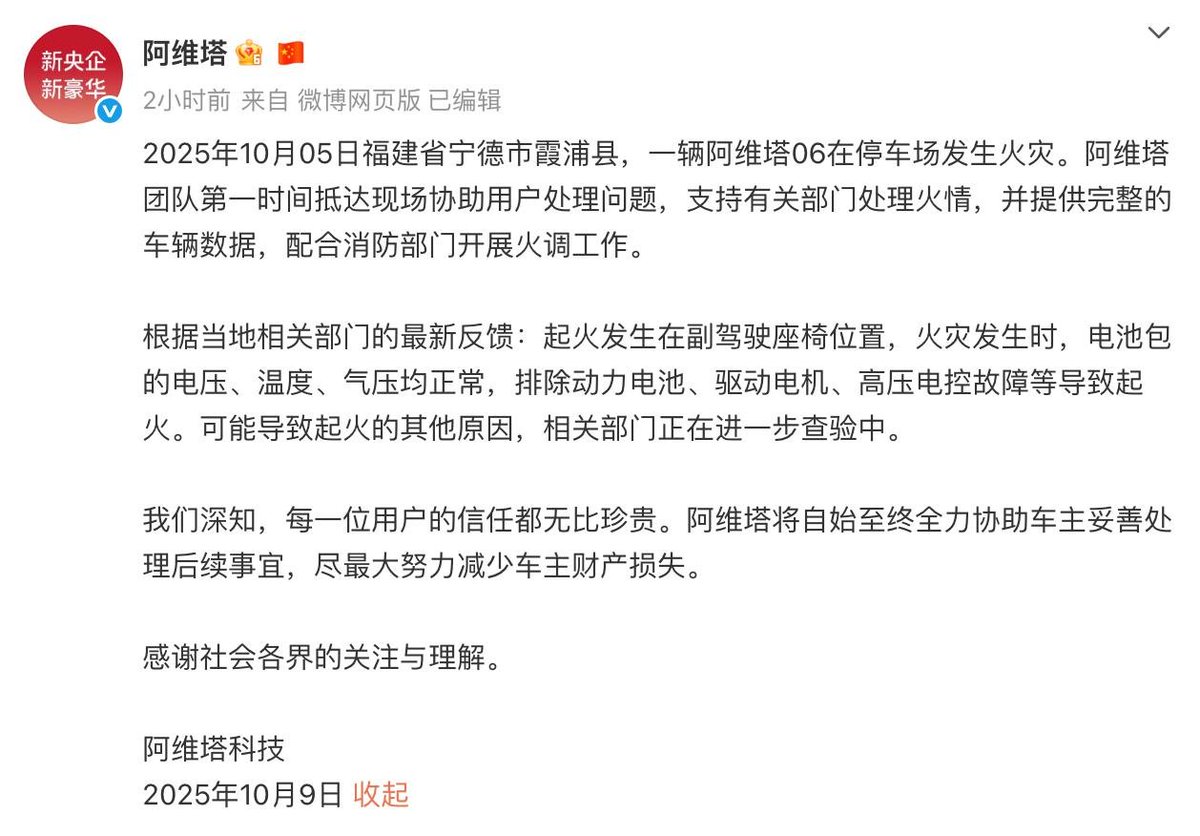 新央企
新豪华
阿维塔
2小时前 来自 微博网页版 已编辑
2025年10月05日福建省宁德市霞浦县，一辆阿维塔06在停车场发生火灾。阿维塔
团队第一时间抵达现场协助用户处理问题，支持有关部门处理火情，并提供完整的
车辆数据，配合消防部门开展火调工作。
根据当地相关部门的最新反馈：起火发生在副驾驶座椅位置，火灾发生时，电池包
的电压、温度、气压均正常，排除动力电池、驱动电机、高压电控故障等导致起
火。可能导致起火的其他原因，相关部门正在进一步查验中。
我们深知，每一位用户的信任都无比珍贵。阿维塔将自始至终全力协助车主妥善处
理后续事宜，尽最大努力减少车主财产损失。
感谢社会各界的关注与理解。
阿维塔科技
2025年10月9日 收起